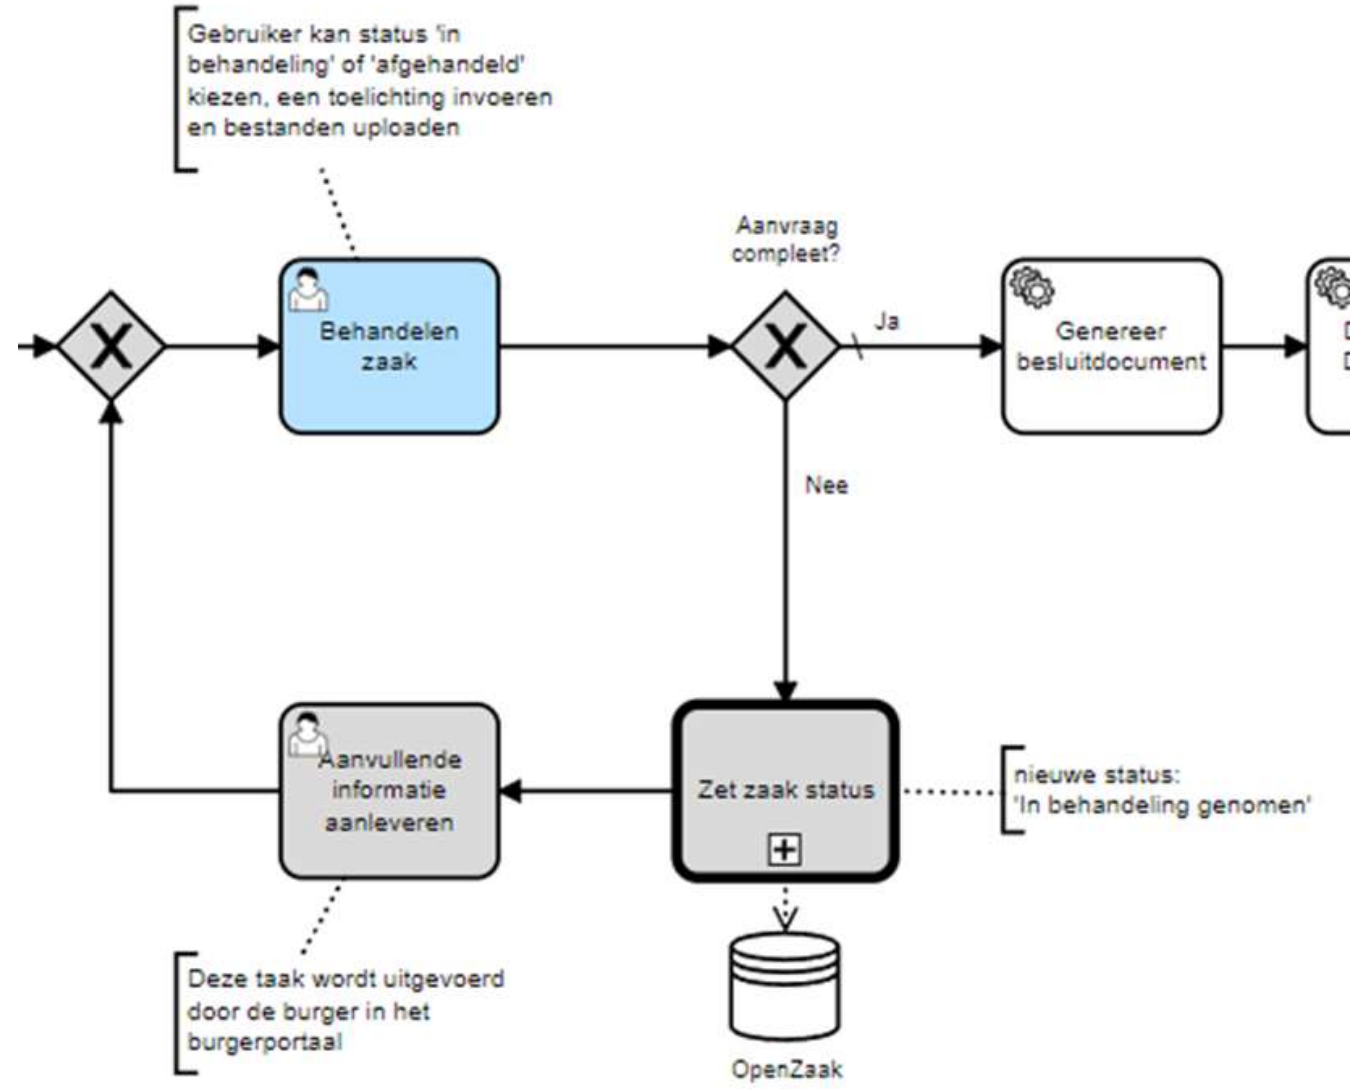 Gebruiker kan status 'in
behandeling' of 'afgehandeld'
kiezen, een toelichting invoeren
en bestanden uploaden
Aanvraag
compleet?
Behandelen
zaak
Ja
Genereer
besluitdocument
Nee
Aanvullende
informatie
aanleveren
Zet zaak status
nieuwe status:
'In behandeling genomen'
Deze taak wordt uitgevoerd
door de burger in het
burgerportaal
OpenZaak